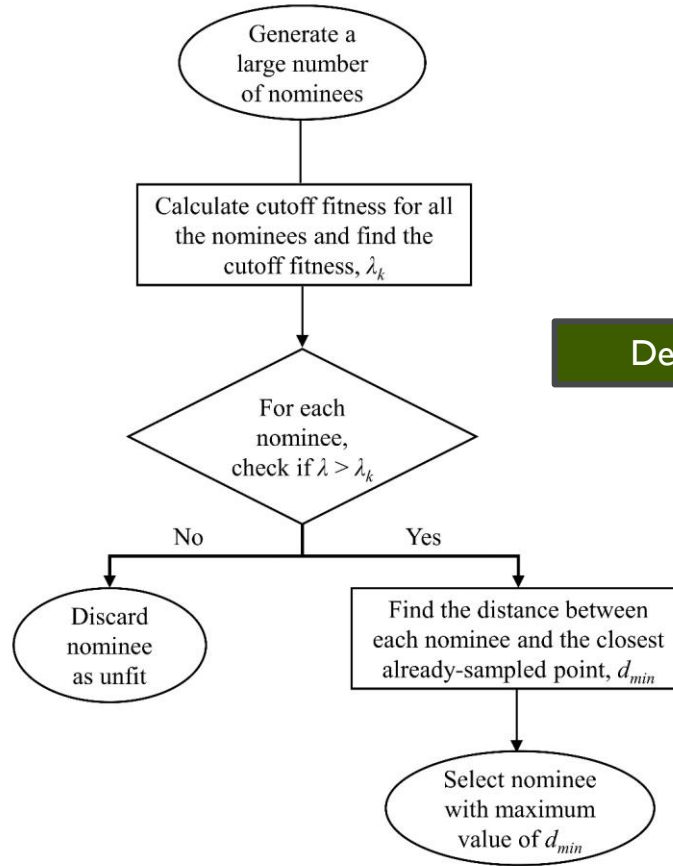 Generate a
large number
of nominees
Calculate cutoff fitness for all
the nominees and find the
cutoff fitness, λk
De
For each
nominee,
check if λ > λk
No
Yes
Discard
nominee
as unfit
Find the distance between
each nominee and the closest
already-sampled point, dmin
Select nominee
with maximum
value of dmin